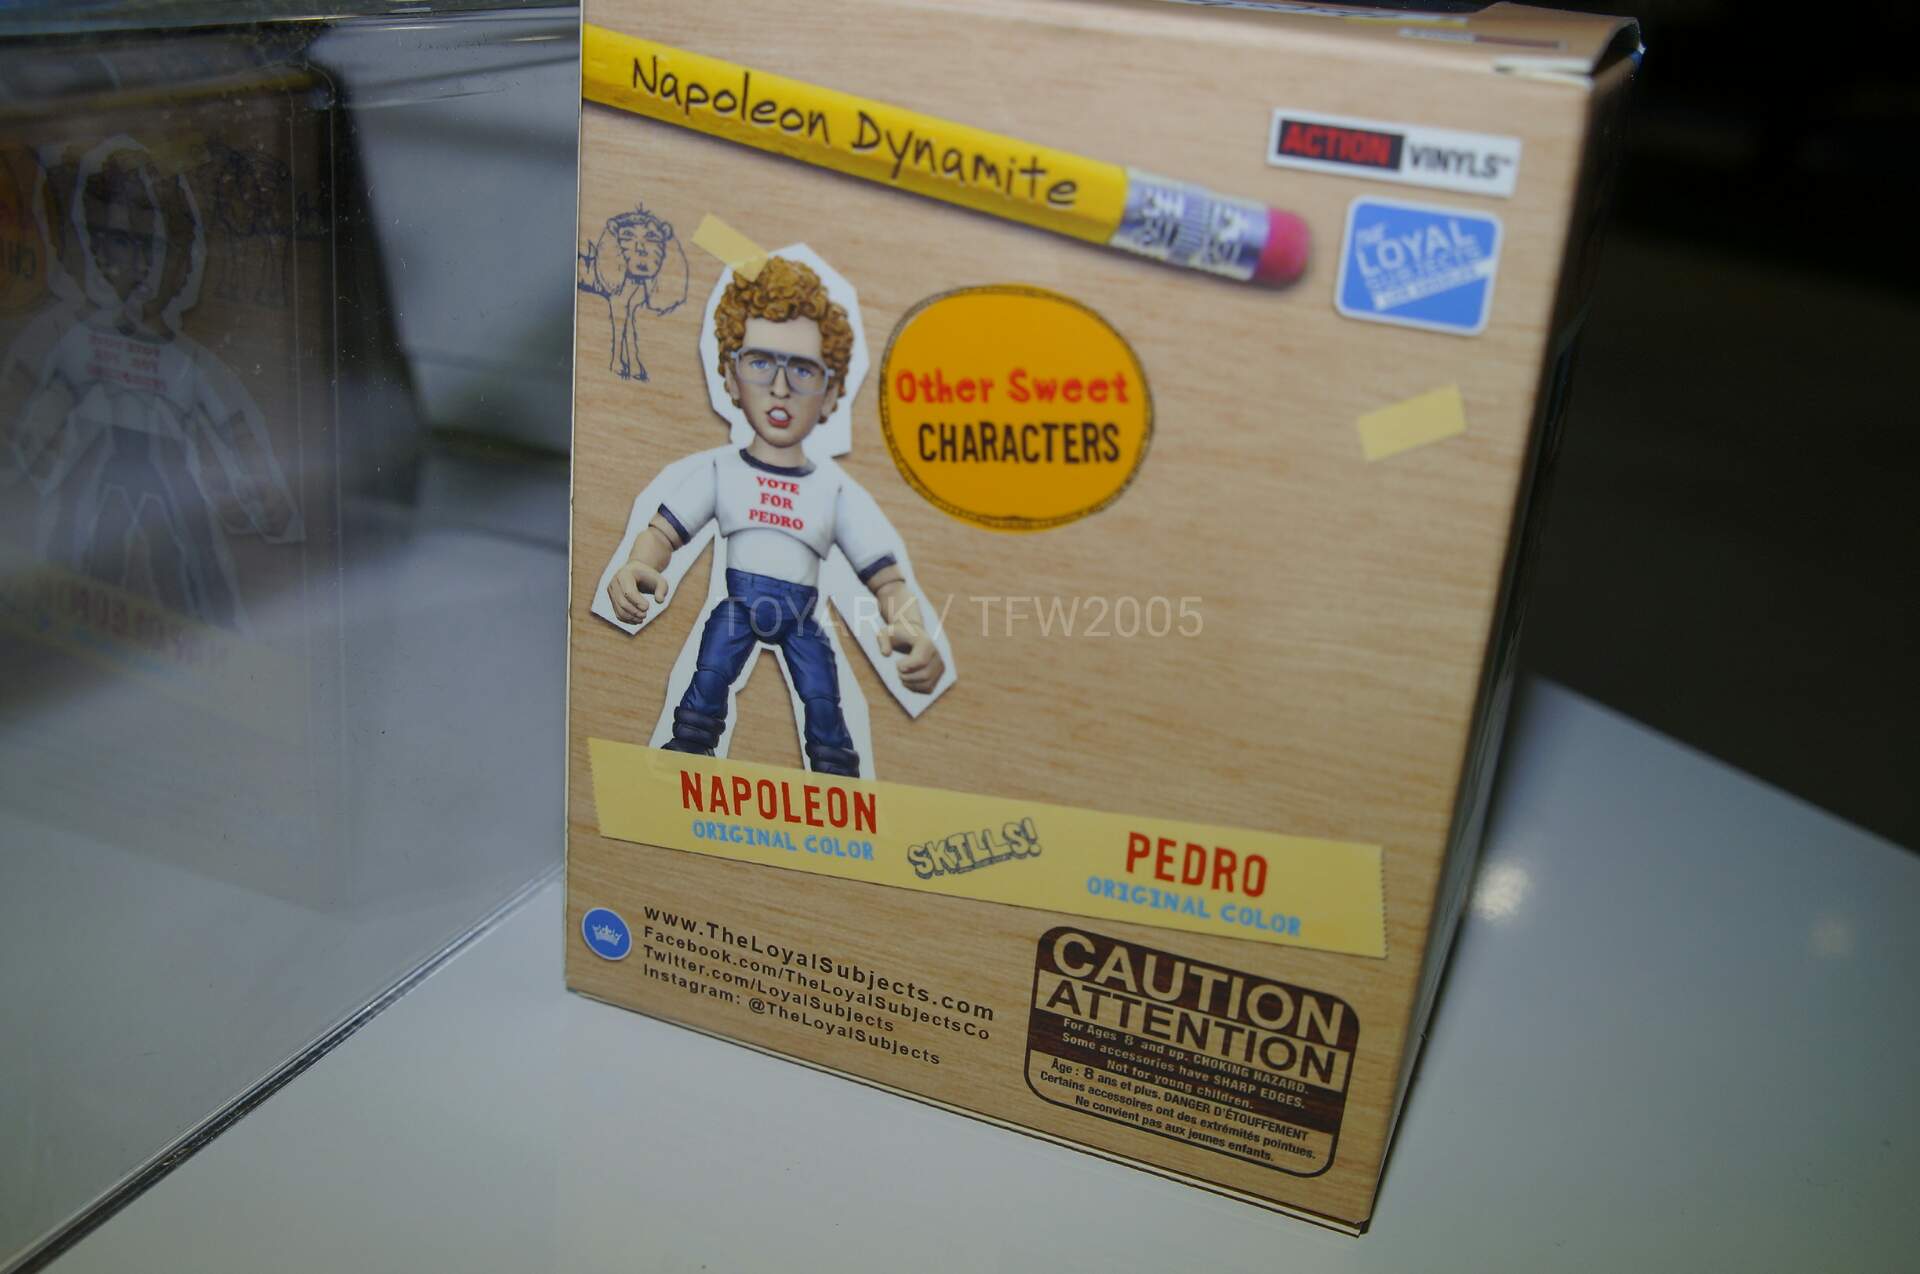 Napoleon Dynamite
ACTION VINYLS™
THE
LOYAL
SUBJECTS
Other Sweet
CHARACTERS
VOTE
FOR
PEDRO
TOYARK / TFW2005
NAPOLEON
ORIGINAL COLOR
SKILLS!
PEDRO
ORIGINAL COLOR
www.TheLoyalSubjects.com
Facebook.com/TheLoyalSubjectsCo
Twitter.com/LoyalSubjects
Instagram: @TheLoyalSubjects
CAUTION
ATTENTION
For Ages 8 and up. CHOKING HAZARD.
Some accessories have SHARP EDGES.
Not for young children.
Âge : 8 ans et plus. DANGER D'ÉTOUFFEMENT
Certains accessoires ont des extrémités pointues.
Ne convient pas aux jeunes enfants.